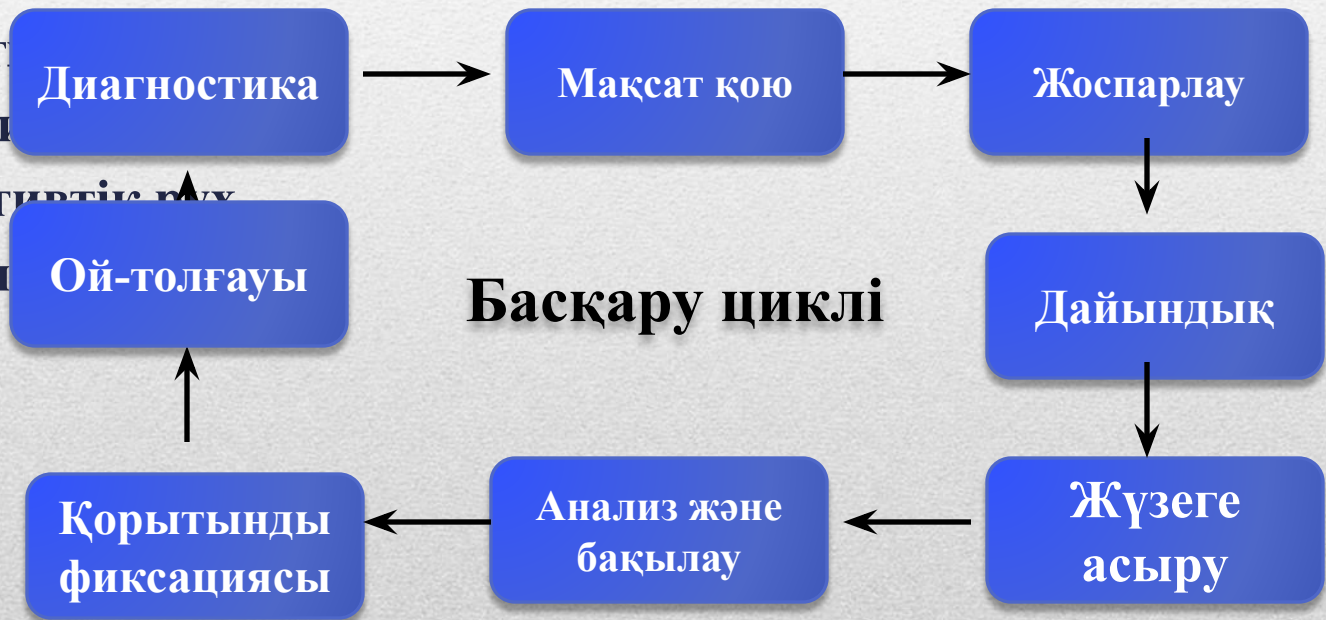 Диагностика
Мақсат қою
Жоспарлау
Ой-толғауы
Басқару циклі
Дайындық
Қорытынды
фиксациясы
Анализ және
бақылау
Жүзеге
асыру